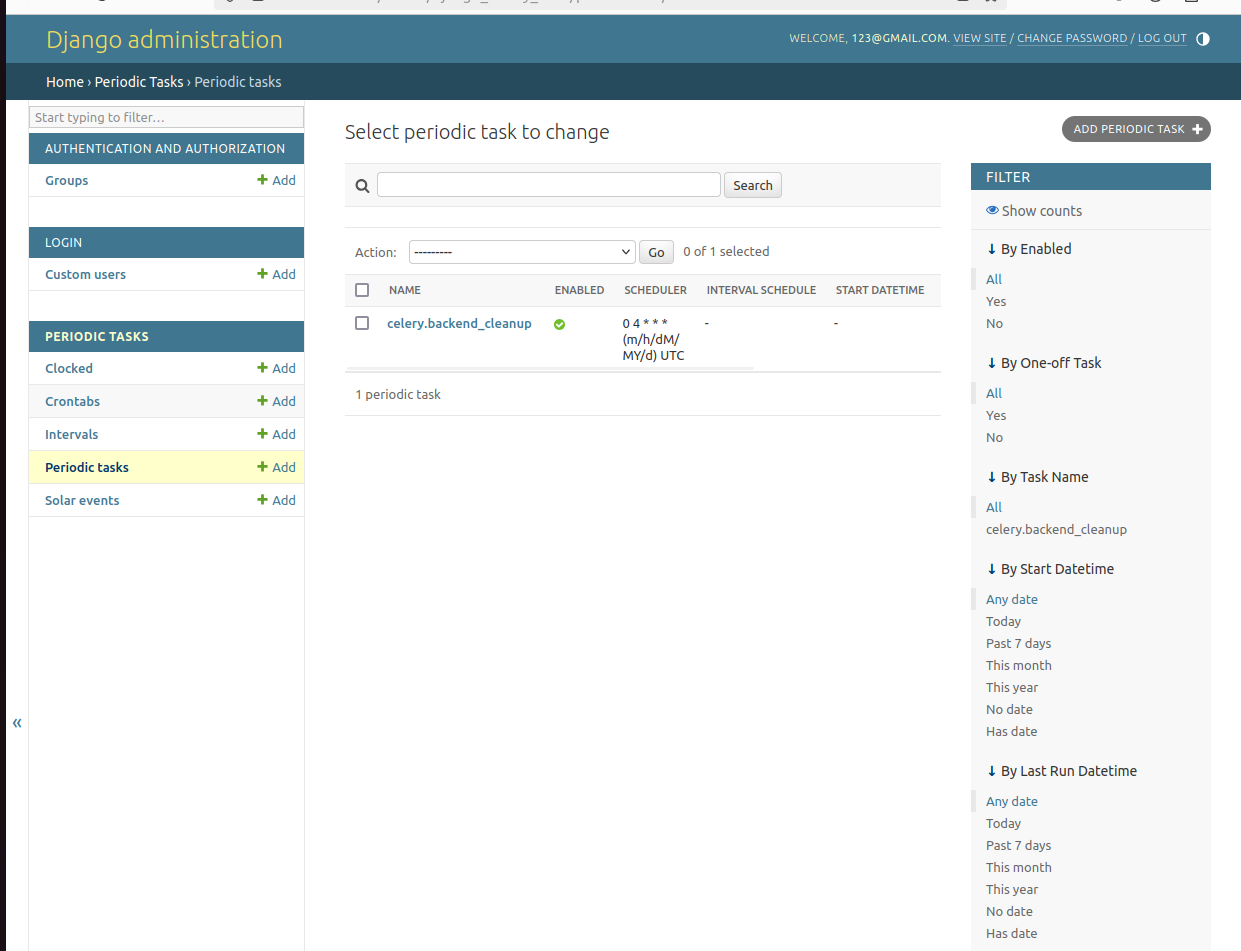 Django administration
WELCOME, 123@GMAIL.COM. VIEW SITE / CHANGE PASSWORD / LOG OUT
Home › Periodic Tasks › Periodic tasks
Start typing to filter...
AUTHENTICATION AND AUTHORIZATION
Groups + Add
LOGIN
Custom users + Add
PERIODIC TASKS
Clocked + Add
Crontabs + Add
Intervals + Add
Periodic tasks + Add
Solar events + Add
«
Select periodic task to change
ADD PERIODIC TASK +
Search
Action: --------- Go 0 of 1 selected
NAME ENABLED SCHEDULER INTERVAL SCHEDULE START DATETIME
celery.backend_cleanup 0 4 * * * - -
(m/h/dM/
MY/d) UTC
1 periodic task
FILTER
Show counts
↓ By Enabled
All
Yes
No
↓ By One-off Task
All
Yes
No
↓ By Task Name
All
celery.backend_cleanup
↓ By Start Datetime
Any date
Today
Past 7 days
This month
This year
No date
Has date
↓ By Last Run Datetime
Any date
Today
Past 7 days
This month
This year
No date
Has date